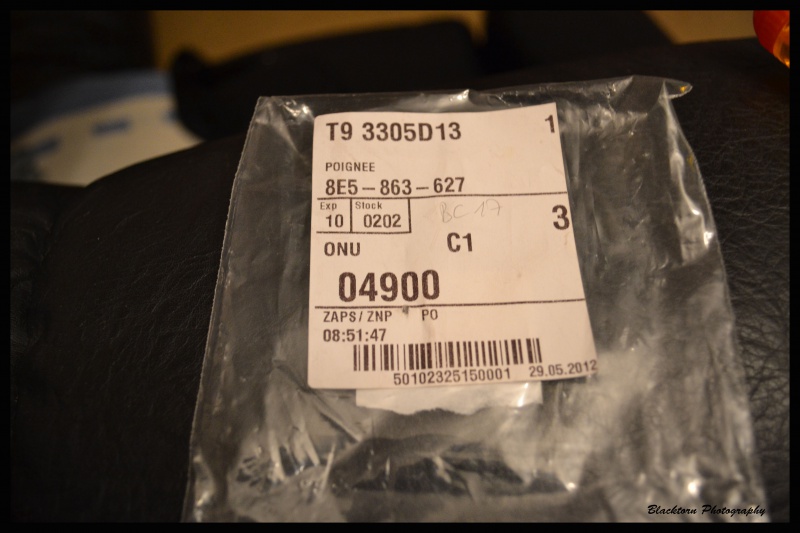 T9 3305D13 1
POIGNEE
8E5-863-627
Exp Stock
10 0202 BC 17 3
ONU C1
04900
ZAPS/ZNP PO
08:51:47
50102325150001 29.05.2012
Blacktorn Photography